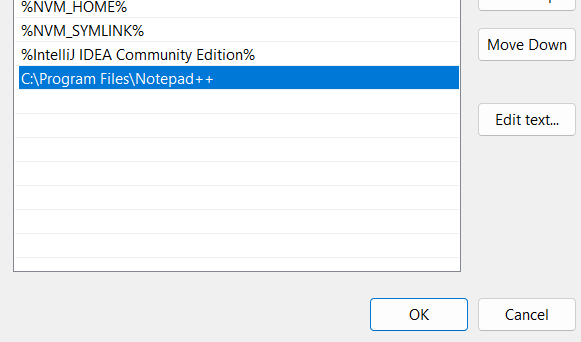 %NVM_HOME%
%NVM_SYMLINK%
Move Down
%IntelliJ IDEA Community Edition%
C:\Program Files\Notepad++
Edit text...
OK
Cancel